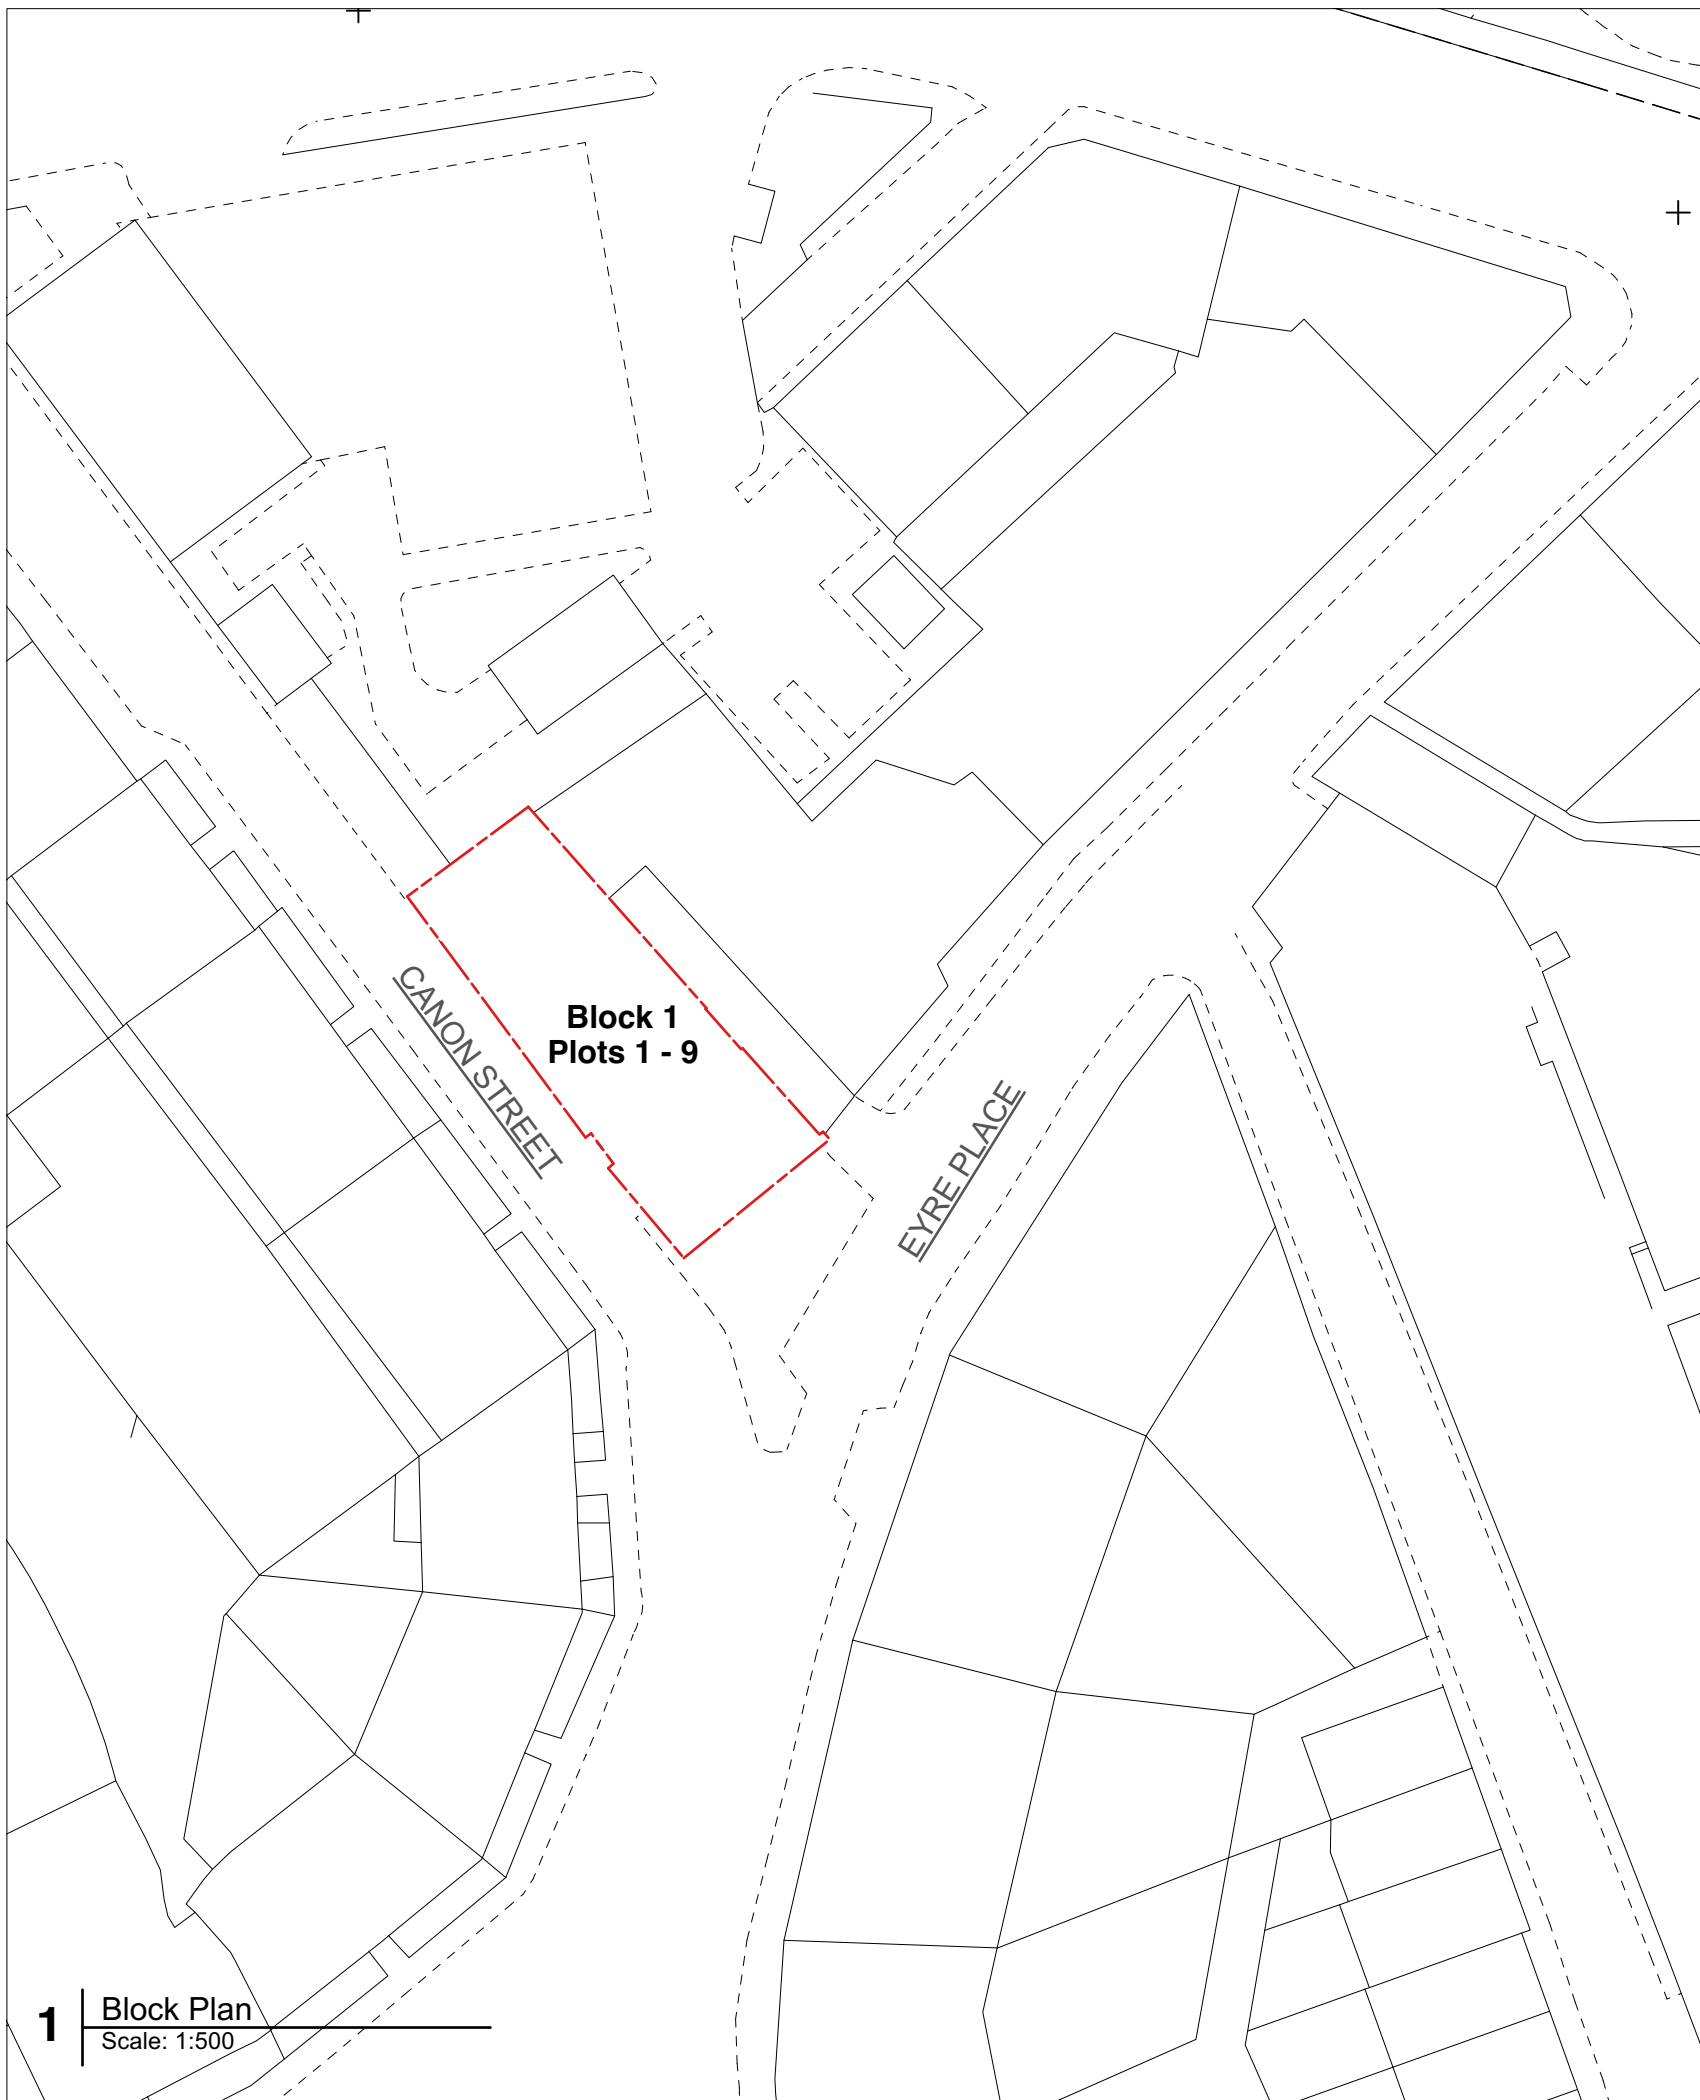 CANON STREET
Block 1
Plots 1 - 9
EYRE PLACE
1
Block Plan
Scale: 1:500